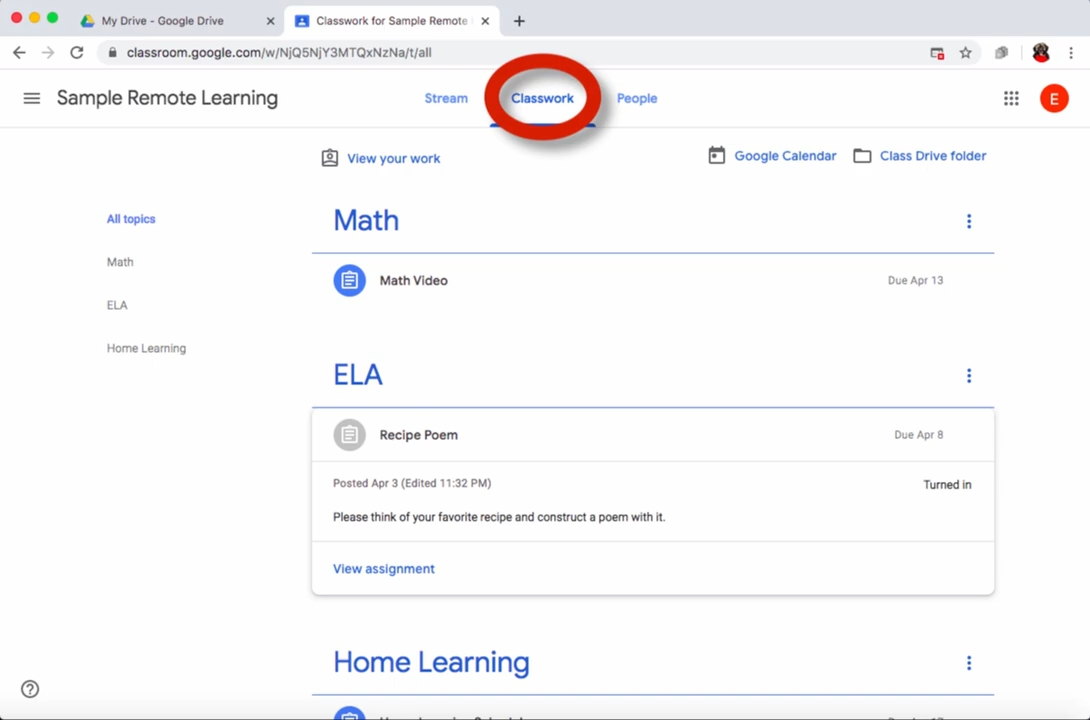 My Drive - Google Drive
Classwork for Sample Remote
classroom.google.com/w/NjQ5NjY3MTQxNzNa/t/all
Sample Remote Learning
Stream
Classwork
People
E
View your work
Google Calendar
Class Drive folder
All topics
Math
ELA
Home Learning
Math
Math Video
Due Apr 13
ELA
Recipe Poem
Due Apr 8
Posted Apr 3 (Edited 11:32 PM)
Turned in
Please think of your favorite recipe and construct a poem with it.
View assignment
Home Learning